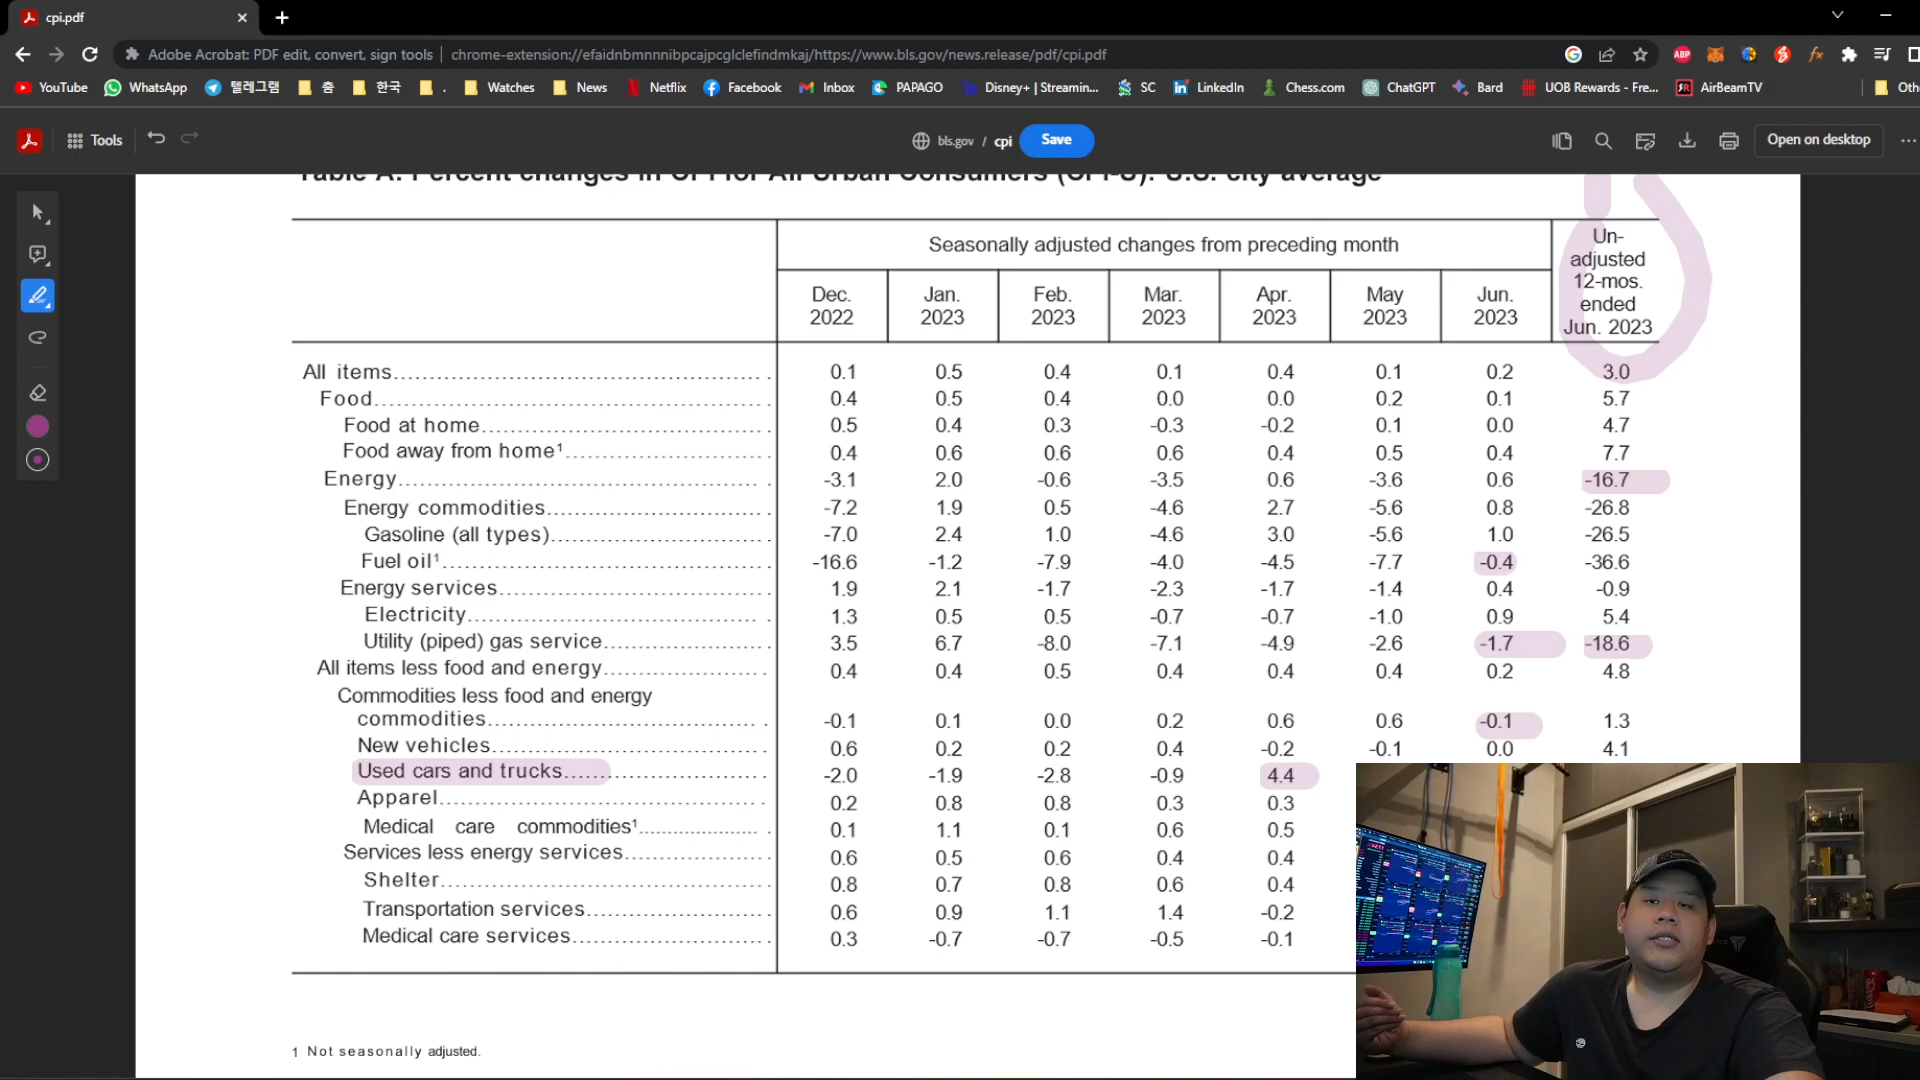 cpi.pdf
Adobe Acrobat: PDF edit, convert, sign tools chrome-extension://efaidnbmnnnibpcajpcglclefindmkaj/https://www.bls.gov/news.release/pdf/cpi.pdf
YouTube WhatsApp 텔레그램 춤 한국 . Watches News Netflix Facebook Inbox PAPAGO Disney+ | Streamin... SC LinkedIn Chess.com ChatGPT Bard UOB Rewards - Fre... AirBeamTV Oth
Tools bls.gov / cpi Save Open on desktop
Table A. Percent changes in CPI for All Urban Consumers (CPI-U): U.S. city average
Seasonally adjusted changes from preceding month
Un-
adjusted
12-mos.
ended
Jun. 2023
Dec. 2022 Jan. 2023 Feb. 2023 Mar. 2023 Apr. 2023 May 2023 Jun. 2023
All items 0.1 0.5 0.4 0.1 0.4 0.1 0.2 3.0
Food 0.4 0.5 0.4 0.0 0.0 0.2 0.1 5.7
Food at home 0.5 0.4 0.3 -0.3 -0.2 0.1 0.0 4.7
Food away from home¹ 0.4 0.6 0.6 0.6 0.4 0.5 0.4 7.7
Energy -3.1 2.0 -0.6 -3.5 0.6 -3.6 0.6 -16.7
Energy commodities -7.2 1.9 0.5 -4.6 2.7 -5.6 0.8 -26.8
Gasoline (all types) -7.0 2.4 1.0 -4.6 3.0 -5.6 1.0 -26.5
Fuel oil¹ -16.6 -1.2 -7.9 -4.0 -4.5 -7.7 -0.4 -36.6
Energy services 1.9 2.1 -1.7 -2.3 -1.7 -1.4 0.4 -0.9
Electricity 1.3 0.5 0.5 -0.7 -0.7 -1.0 0.9 5.4
Utility (piped) gas service 3.5 6.7 -8.0 -7.1 -4.9 -2.6 -1.7 -18.6
All items less food and energy 0.4 0.4 0.5 0.4 0.4 0.4 0.2 4.8
Commodities less food and energy
commodities -0.1 0.1 0.0 0.2 0.6 0.6 -0.1 1.3
New vehicles 0.6 0.2 0.2 0.4 -0.2 -0.1 0.0 4.1
Used cars and trucks -2.0 -1.9 -2.8 -0.9 4.4
Apparel 0.2 0.8 0.8 0.3 0.3
Medical care commodities¹ 0.1 1.1 0.1 0.6 0.5
Services less energy services 0.6 0.5 0.6 0.4 0.4
Shelter 0.8 0.7 0.8 0.6 0.4
Transportation services 0.6 0.9 1.1 1.4 -0.2
Medical care services 0.3 -0.7 -0.7 -0.5 -0.1
1 Not seasonally adjusted.